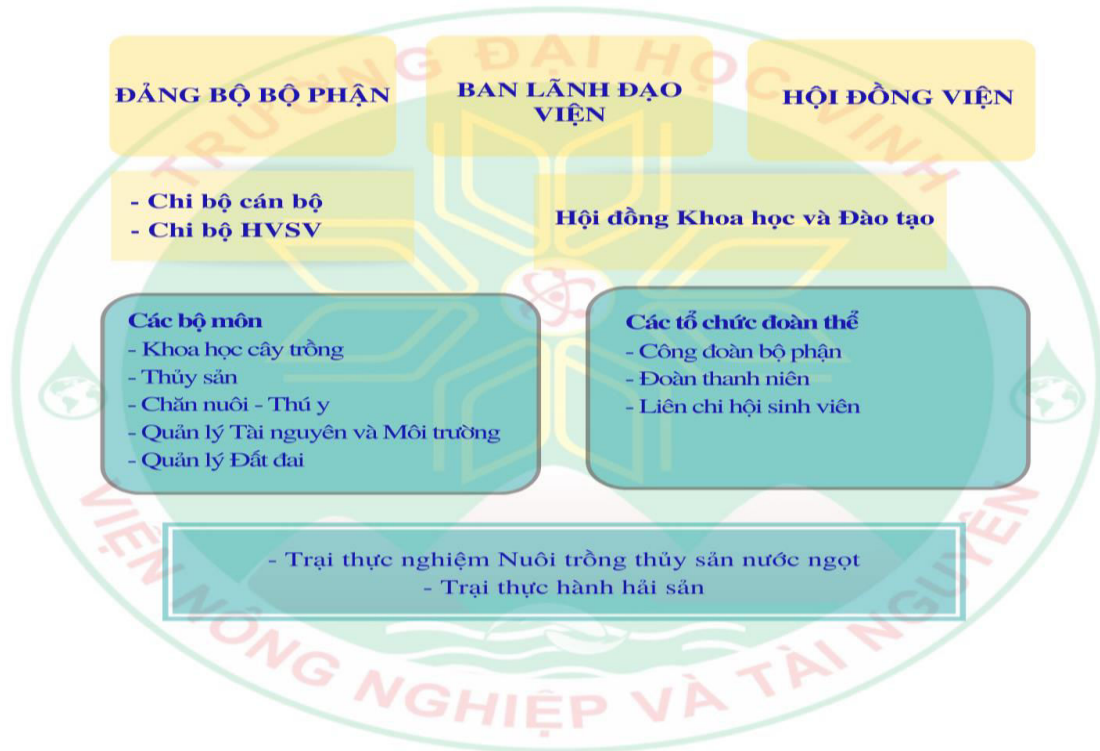 TRƯỜNG ĐẠI HỌC VINH
ĐẢNG BỘ BỘ PHẬN
BAN LÃNH ĐẠO
VIỆN
HỘI ĐỒNG VIỆN
- Chi bộ cán bộ
- Chi bộ HVSV
Hội đồng Khoa học và Đào tạo
Các bộ môn
- Khoa học cây trồng
- Thủy sản
- Chăn nuôi - Thú y
- Quản lý Tài nguyên và Môi trường
- Quản lý Đất đai
Các tổ chức đoàn thể
- Công đoàn bộ phận
- Đoàn thanh niên
- Liên chi hội sinh viên
- Trại thực nghiệm Nuôi trồng thủy sản nước ngọt
- Trại thực hành hải sản
VIỆN NÔNG NGHIỆP VÀ TÀI NGUYÊN